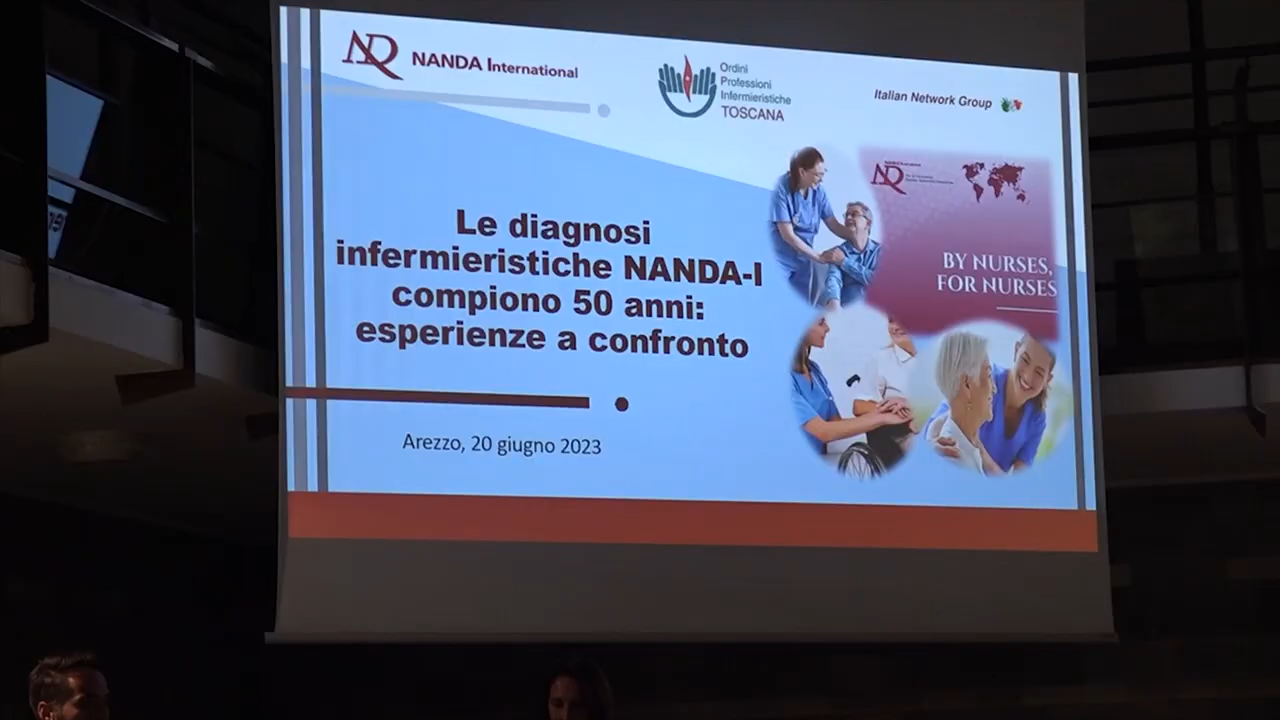 NANDA International
Ordini
Professioni
Infermieristiche
TOSCANA
Italian Network Group
Le diagnosi
infermieristiche NANDA-I
compiono 50 anni:
esperienze a confronto
BY NURSES,
FOR NURSES
Arezzo, 20 giugno 2023